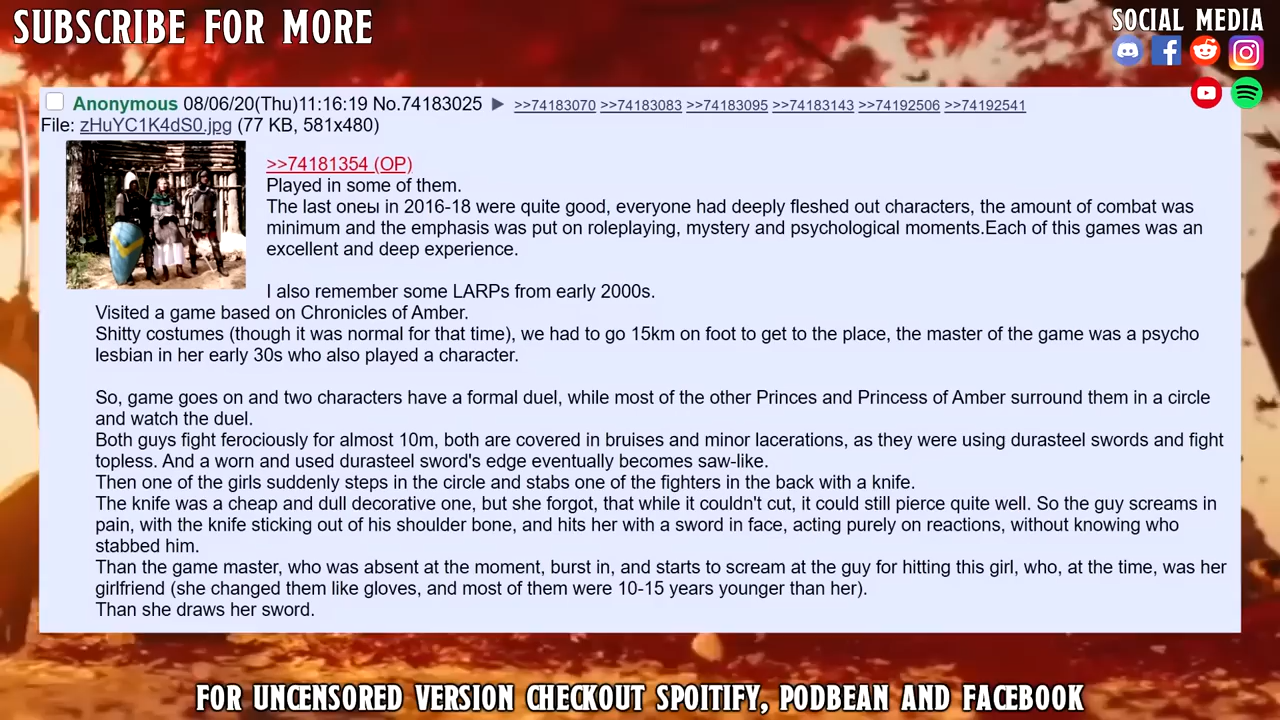 SUBSCRIBE FOR MORE
SOCIAL MEDIA
Anonymous 08/06/20(Thu)11:16:19 No.74183025 ▶ >>74183070 >>74183083 >>74183095 >>74183143 >>74192506 >>74192541
File: zHuYC1K4dS0.jpg (77 KB, 581x480)
>>74181354 (OP)
Played in some of them.
The last oneы in 2016-18 were quite good, everyone had deeply fleshed out characters, the amount of combat was
minimum and the emphasis was put on roleplaying, mystery and psychological moments.Each of this games was an
excellent and deep experience.
I also remember some LARPs from early 2000s.
Visited a game based on Chronicles of Amber.
Shitty costumes (though it was normal for that time), we had to go 15km on foot to get to the place, the master of the game was a psycho
lesbian in her early 30s who also played a character.
So, game goes on and two characters have a formal duel, while most of the other Princes and Princess of Amber surround them in a circle
and watch the duel.
Both guys fight ferociously for almost 10m, both are covered in bruises and minor lacerations, as they were using durasteel swords and fight
topless. And a worn and used durasteel sword's edge eventually becomes saw-like.
Then one of the girls suddenly steps in the circle and stabs one of the fighters in the back with a knife.
The knife was a cheap and dull decorative one, but she forgot, that while it couldn't cut, it could still pierce quite well. So the guy screams in
pain, with the knife sticking out of his shoulder bone, and hits her with a sword in face, acting purely on reactions, without knowing who
stabbed him.
Than the game master, who was absent at the moment, burst in, and starts to scream at the guy for hitting this girl, who, at the time, was her
girlfriend (she changed them like gloves, and most of them were 10-15 years younger than her).
Than she draws her sword.
FOR UNCENSORED VERSION CHECKOUT SPOITIFY, PODBEAN AND FACEBOOK